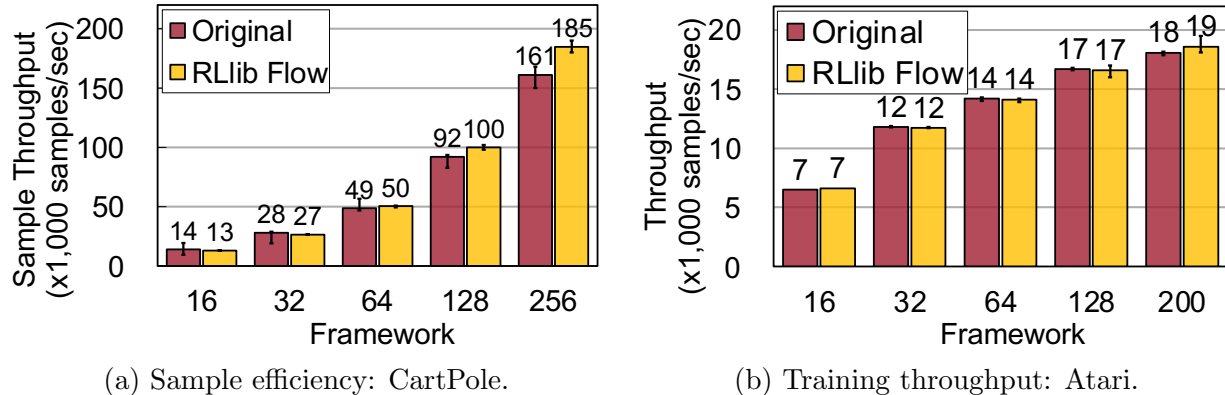 Sample Throughput
(x1,000 samples/sec)
200
150
100
50
0
Original
RLlib Flow
14 13
28 27
49 50
92 100
161 185
16 32 64 128 256
Framework
(a) Sample efficiency: CartPole.
Throughput
(x1,000 samples/sec)
20
15
10
5
0
Original
RLlib Flow
7 7
12 12
14 14
17 17
18 19
16 32 64 128 200
Framework
(b) Training throughput: Atari.